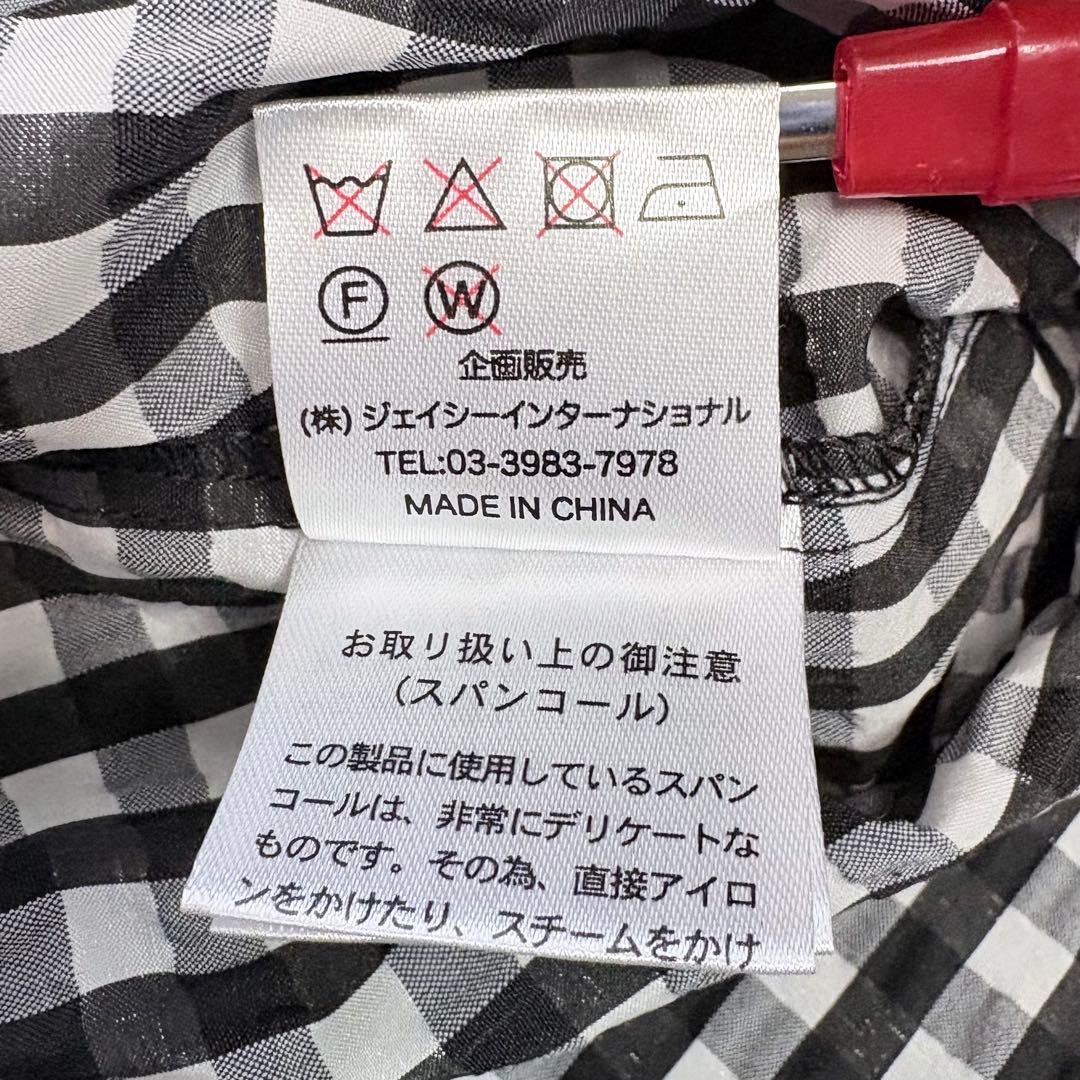 F W
企画販売
(株) ジェイシーインターナショナル
TEL:03-3983-7978
MADE IN CHINA
お取り扱い上の御注意
(スパンコール)
この製品に使用しているスパン
コールは、非常にデリケートな
ものです。その為、直接アイロ
ンをかけたり、スチームをかけ